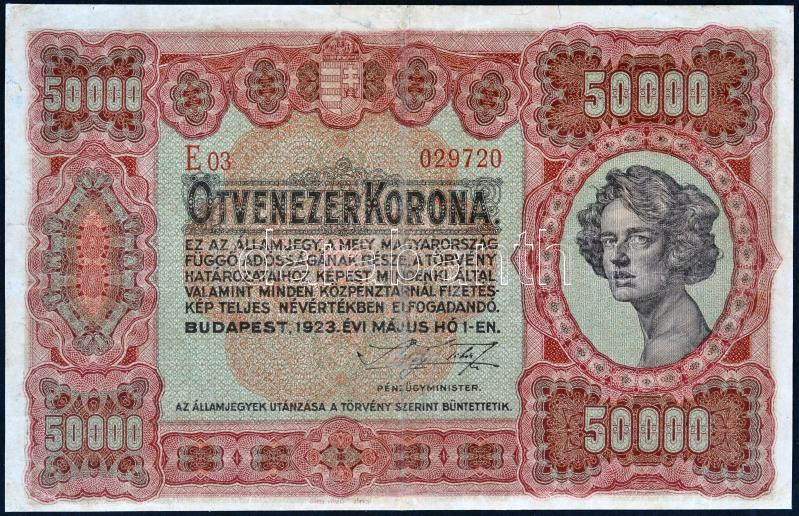 50000
50000
E 03
029720
ÖTVENEZER KORONA.
EZ AZ ÁLLAMJEGY, A MELY MAGYARORSZÁG
FÜGGŐ ADÓSSÁGÁNAK RÉSZE, A TÖRVÉNY
HATÁROZATAIHOZ KÉPEST MINDENKI ÁLTAL
VALAMINT MINDEN KÖZPÉNZTÁRNÁL FIZETÉS-
KÉP TELJES NÉVÉRTÉKBEN ELFOGADANDÓ.
BUDAPEST, 1923. ÉVI MÁJUS HÓ 1-ÉN.
PÉNZÜGYMINISTER.
AZ ÁLLAMJEGYEK UTÁNZÁSA A TÖRVÉNY SZERINT BÜNTETTETIK.
50000
50000